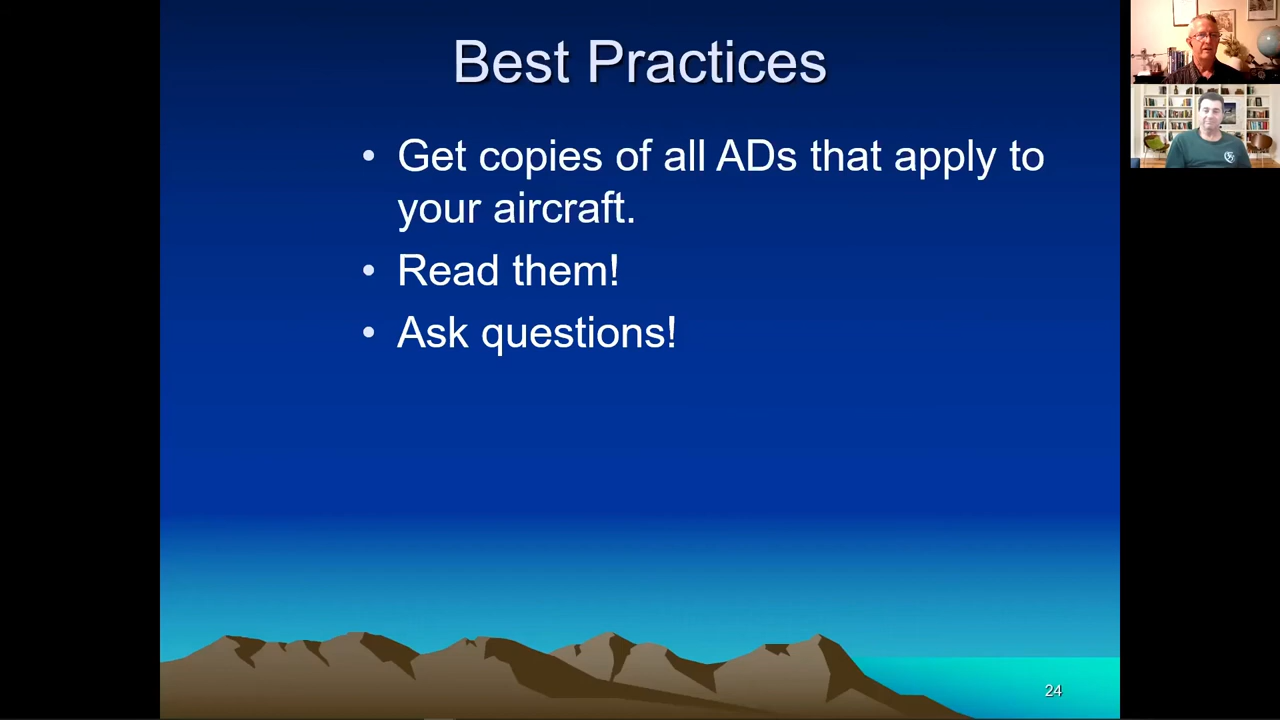 Best Practices
• Get copies of all ADs that apply to
your aircraft.
• Read them!
• Ask questions!
24